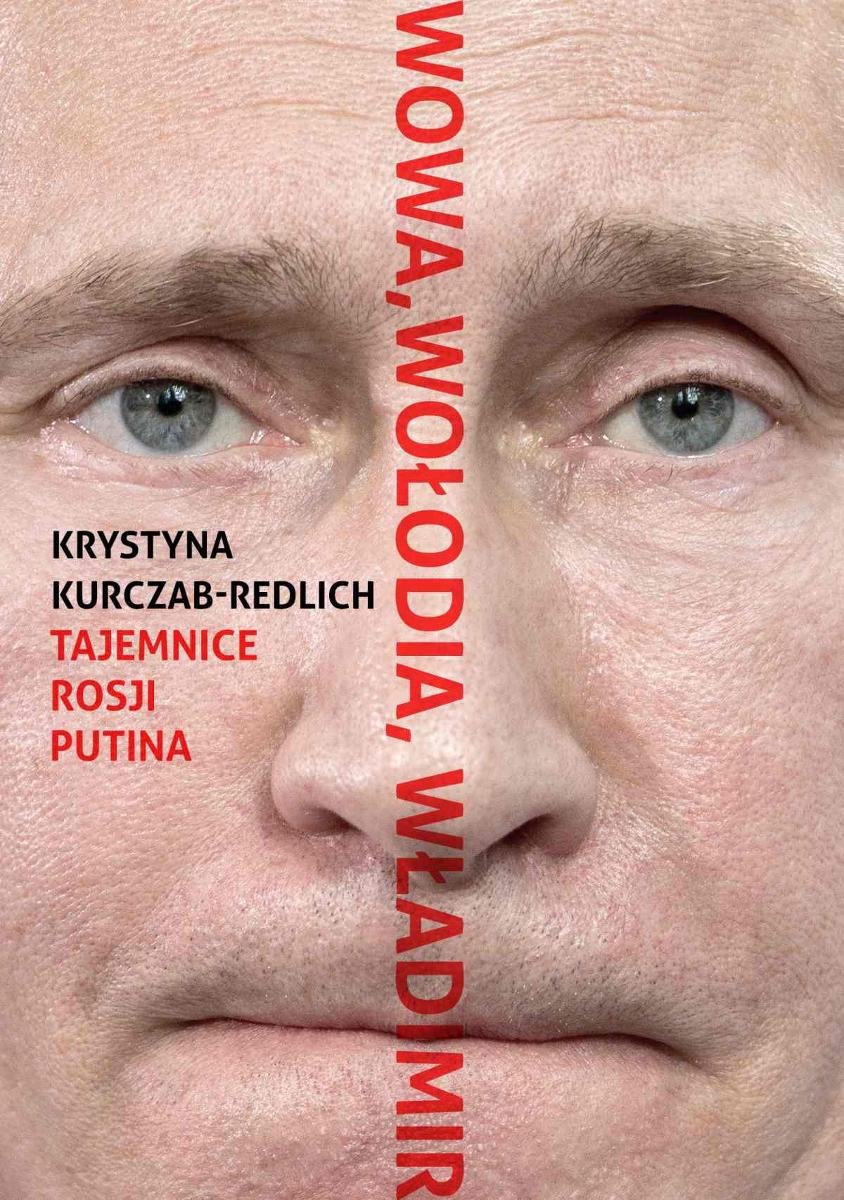 WOWA, WOŁODIA, WŁADIMIR
KRYSTYNA
KURCZAB-REDLICH
TAJEMNICE
ROSJI
PUTINA